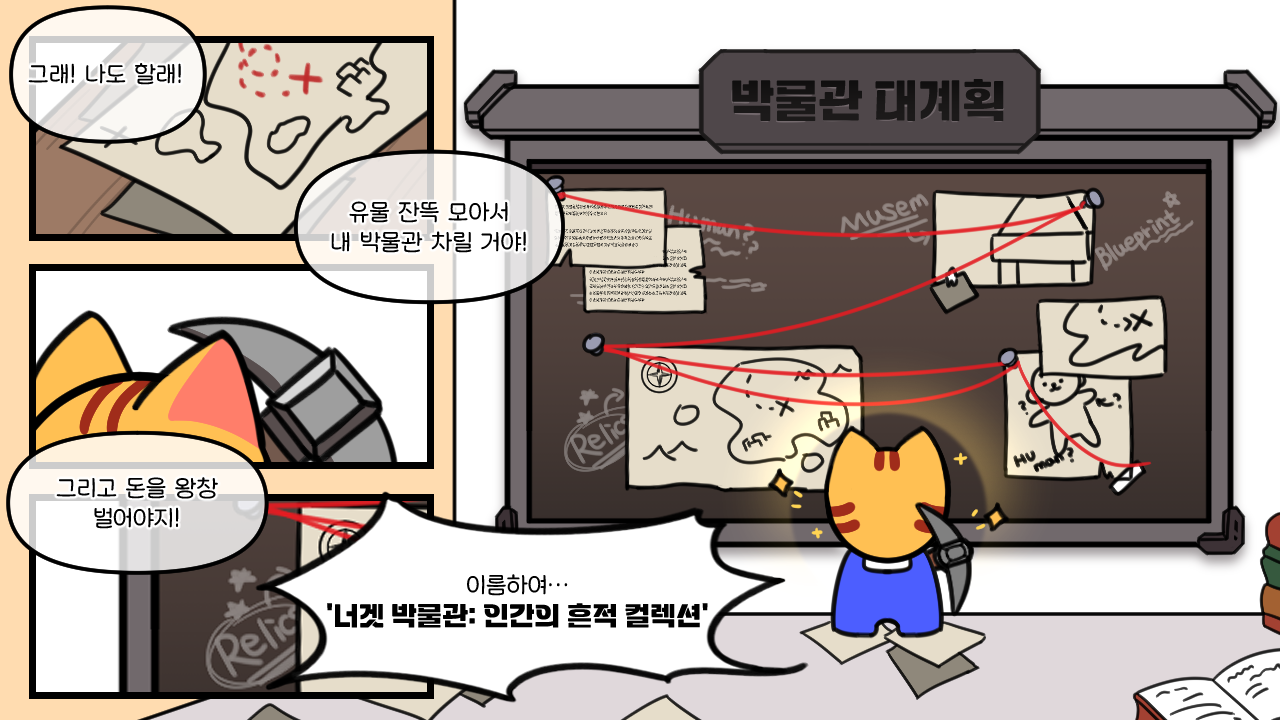 그래! 나도 할래!
유물 잔뜩 모아서
내 박물관 차릴 거야!
그리고 돈을 왕창
벌어야지!
이름하여…
'너겟 박물관: 인간의 흔적 컬렉션'
박물관 대계획
Human?
Musem
Blueprint
Relic
?
?
Hu
man?
Relic